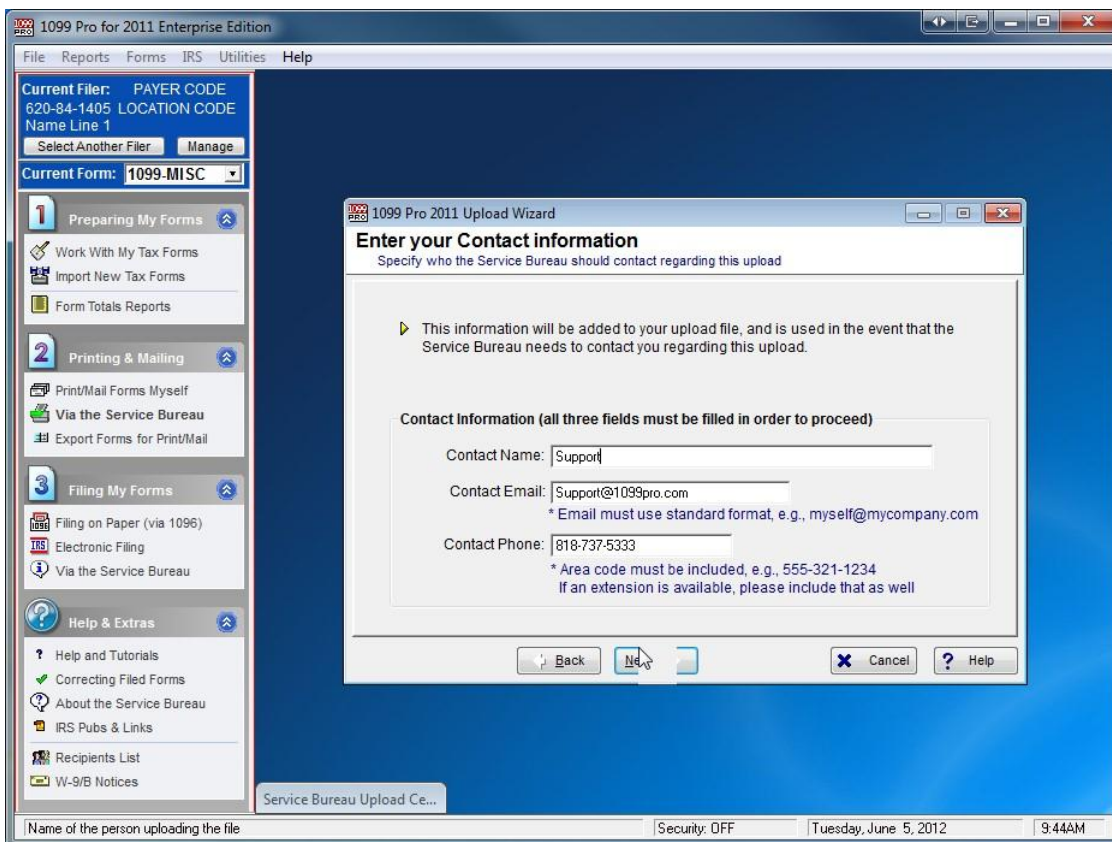 1099 Pro for 2011 Enterprise Edition
File Reports Forms IRS Utilities Help
Current Filer: PAYER CODE
620-84-1405 LOCATION CODE
Name Line 1
Select Another Filer Manage
Current Form: 1099-MISC
1 Preparing My Forms
Work With My Tax Forms
Import New Tax Forms
Form Totals Reports
2 Printing & Mailing
Print/Mail Forms Myself
Via the Service Bureau
Export Forms for Print/Mail
3 Filing My Forms
Filing on Paper (via 1096)
Electronic Filing
Via the Service Bureau
Help & Extras
Help and Tutorials
Correcting Filed Forms
About the Service Bureau
IRS Pubs & Links
Recipients List
W-9/B Notices
1099 Pro 2011 Upload Wizard
Enter your Contact information
Specify who the Service Bureau should contact regarding this upload
This information will be added to your upload file, and is used in the event that the
Service Bureau needs to contact you regarding this upload.
Contact Information (all three fields must be filled in order to proceed)
Contact Name: Support
Contact Email: Support@1099pro.com
* Email must use standard format, e.g., myself@mycompany.com
Contact Phone: 818-737-5333
* Area code must be included, e.g., 555-321-1234
If an extension is available, please include that as well
Back Cancel Help
Service Bureau Upload Ce...
Name of the person uploading the file Security: OFF Tuesday, June 5, 2012 9:44AM